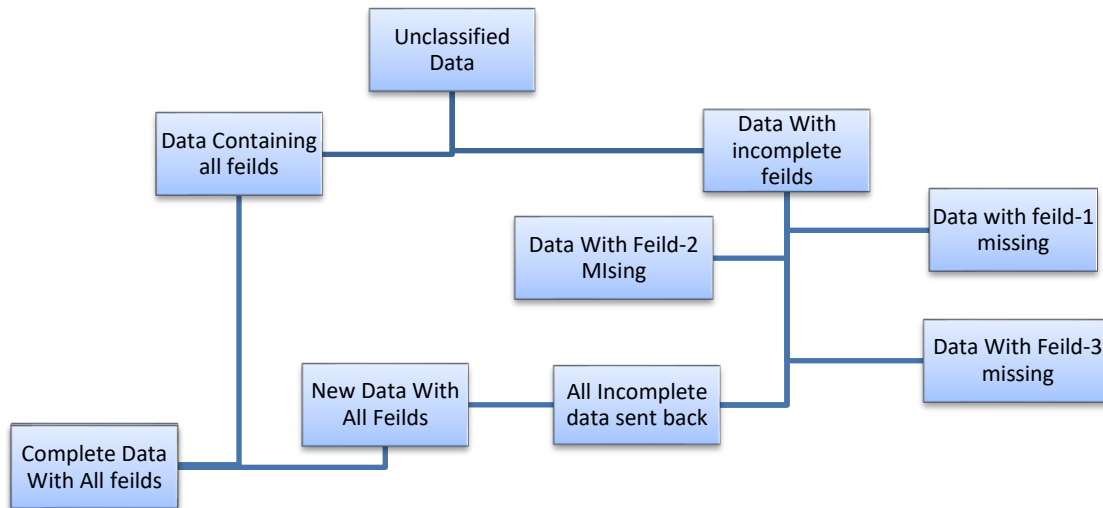 Unclassified
Data
Data Containing
all feilds
Data With
incomplete
feilds
Data with feild-1
missing
Data With Feild-2
MIsing
Data With Feild-3
missing
New Data With
All Feilds
All Incomplete
data sent back
Complete Data
With All feilds